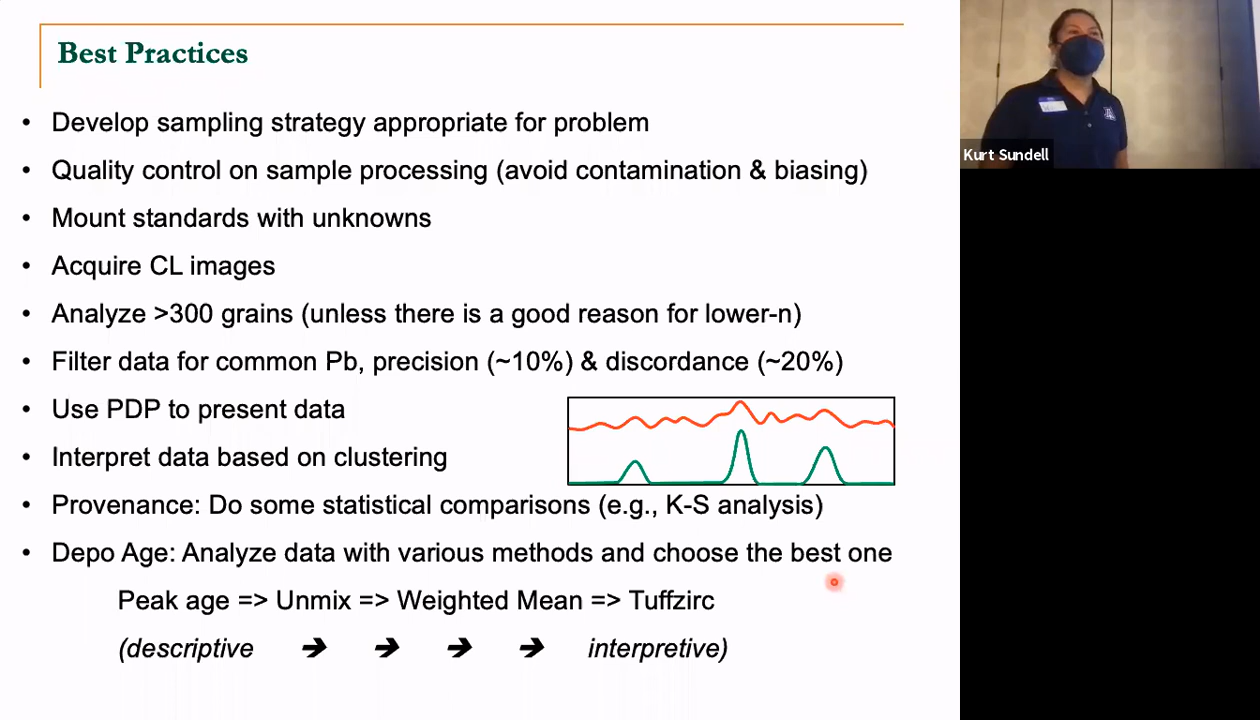 Best Practices
• Develop sampling strategy appropriate for problem
• Quality control on sample processing (avoid contamination & biasing)
• Mount standards with unknowns
• Acquire CL images
• Analyze >300 grains (unless there is a good reason for lower-n)
• Filter data for common Pb, precision (~10%) & discordance (~20%)
• Use PDP to present data
• Interpret data based on clustering
• Provenance: Do some statistical comparisons (e.g., K-S analysis)
• Depo Age: Analyze data with various methods and choose the best one
Peak age => Unmix => Weighted Mean => Tuffzirc
(descriptive ➔ ➔ ➔ ➔ interpretive)
Kurt Sundell